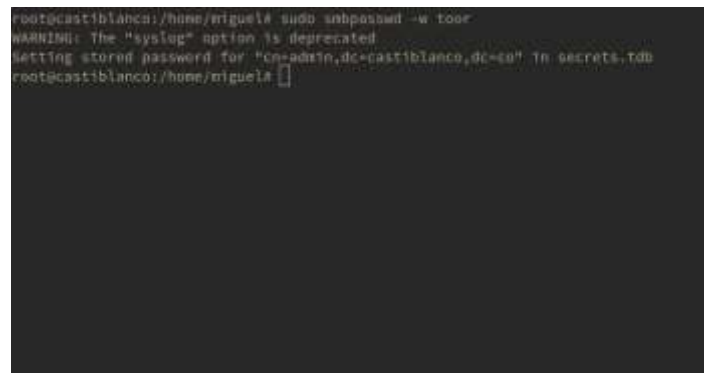 root@castiblanco:/home/miguel# sudo smbpasswd -w toor
WARNING: The "syslog" option is deprecated
Setting stored password for "cn=admin,dc=castiblanco,dc=co" in secrets.tdb
root@castiblanco:/home/miguel#